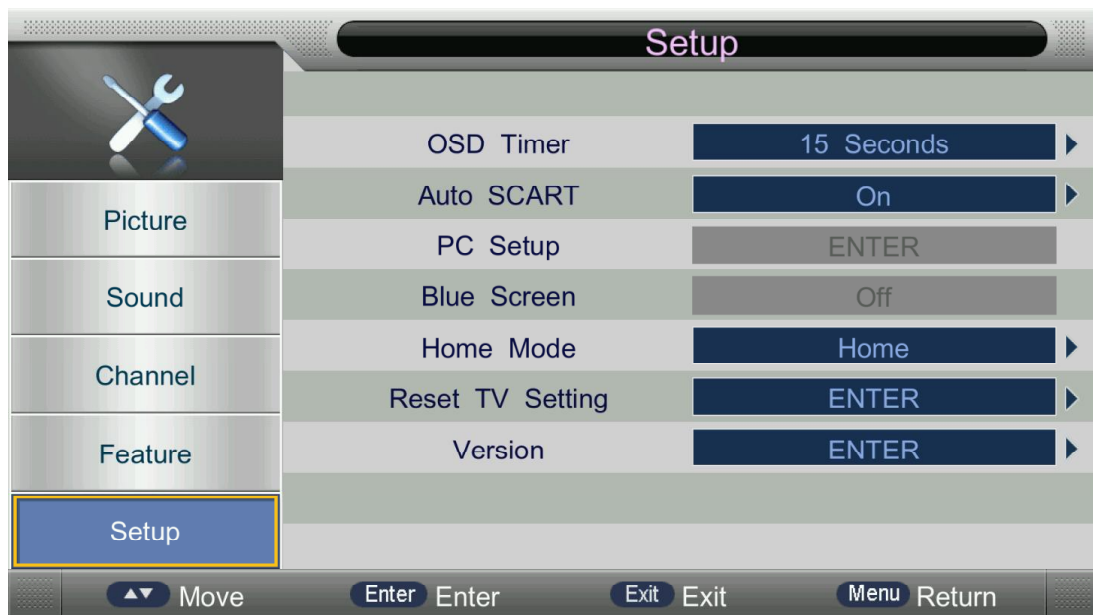 Setup
OSD Timer 15 Seconds
Auto SCART On
Picture
PC Setup ENTER
Sound
Blue Screen Off
Home Mode Home
Channel
Reset TV Setting ENTER
Feature
Version ENTER
Setup
Move Enter Enter Exit Exit Menu Return